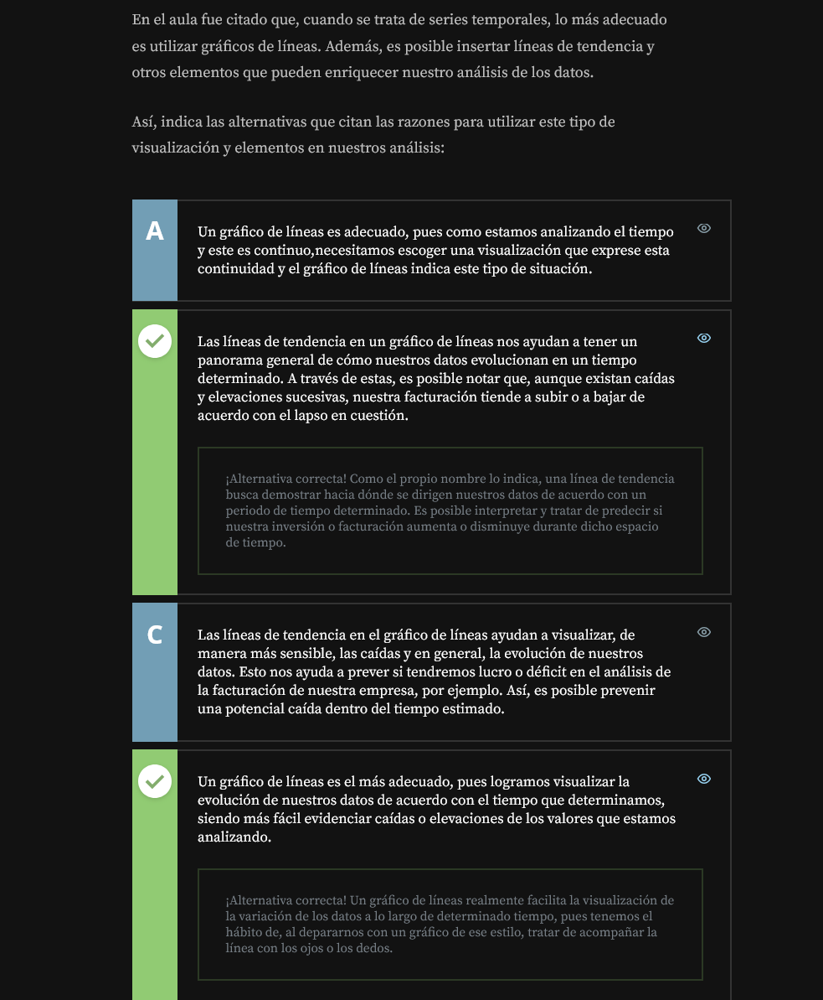 En el aula fue citado que, cuando se trata de series temporales, lo más adecuado
es utilizar gráficos de líneas. Además, es posible insertar líneas de tendencia y
otros elementos que pueden enriquecer nuestro análisis de los datos.
Así, indica las alternativas que citan las razones para utilizar este tipo de
visualización y elementos en nuestros análisis:
A
Un gráfico de líneas es adecuado, pues como estamos analizando el tiempo
y este es continuo,necesitamos escoger una visualización que exprese esta
continuidad y el gráfico de líneas indica este tipo de situación.
Las líneas de tendencia en un gráfico de líneas nos ayudan a tener un
panorama general de cómo nuestros datos evolucionan en un tiempo
determinado. A través de estas, es posible notar que, aunque existan caídas
y elevaciones sucesivas, nuestra facturación tiende a subir o a bajar de
acuerdo con el lapso en cuestión.
¡Alternativa correcta! Como el propio nombre lo indica, una línea de tendencia
busca demostrar hacia dónde se dirigen nuestros datos de acuerdo con un
periodo de tiempo determinado. Es posible interpretar y tratar de predecir si
nuestra inversión o facturación aumenta o disminuye durante dicho espacio
de tiempo.
C
Las líneas de tendencia en el gráfico de líneas ayudan a visualizar, de
manera más sensible, las caídas y en general, la evolución de nuestros
datos. Esto nos ayuda a prever si tendremos lucro o déficit en el análisis de
la facturación de nuestra empresa, por ejemplo. Así, es posible prevenir
una potencial caída dentro del tiempo estimado.
Un gráfico de líneas es el más adecuado, pues logramos visualizar la
evolución de nuestros datos de acuerdo con el tiempo que determinamos,
siendo más fácil evidenciar caídas o elevaciones de los valores que estamos
analizando.
¡Alternativa correcta! Un gráfico de líneas realmente facilita la visualización de
la variación de los datos a lo largo de determinado tiempo, pues tenemos el
hábito de, al depararnos con un gráfico de ese estilo, tratar de acompañar la
línea con los ojos o los dedos.